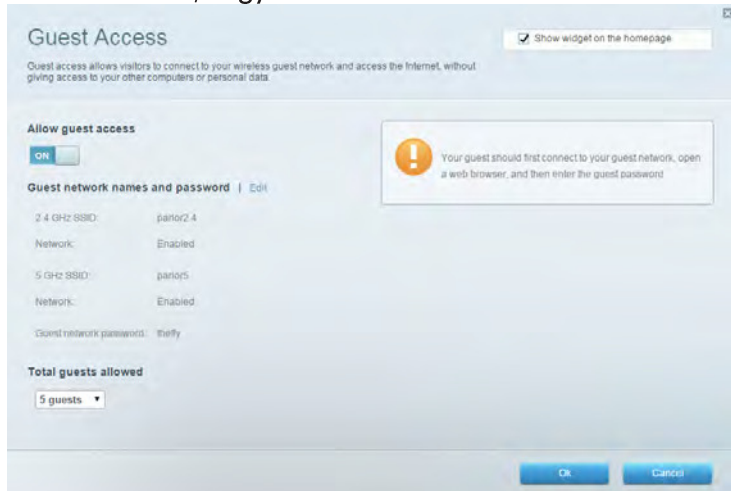 Guest Access
Show widget on the homepage
Guest access allows visitors to connect to your wireless guest network and access the Internet, without
giving access to your other computers or personal data.
Allow guest access
ON
Your guest should first connect to your guest network, open
a web browser, and then enter the guest password
Guest network names and password | Edit
2.4 GHz SSID: parlor2.4
Network: Enabled
5 GHz SSID: parlor5
Network: Enabled
Guest network password:
Total guests allowed
5 guests
Ok Cancel